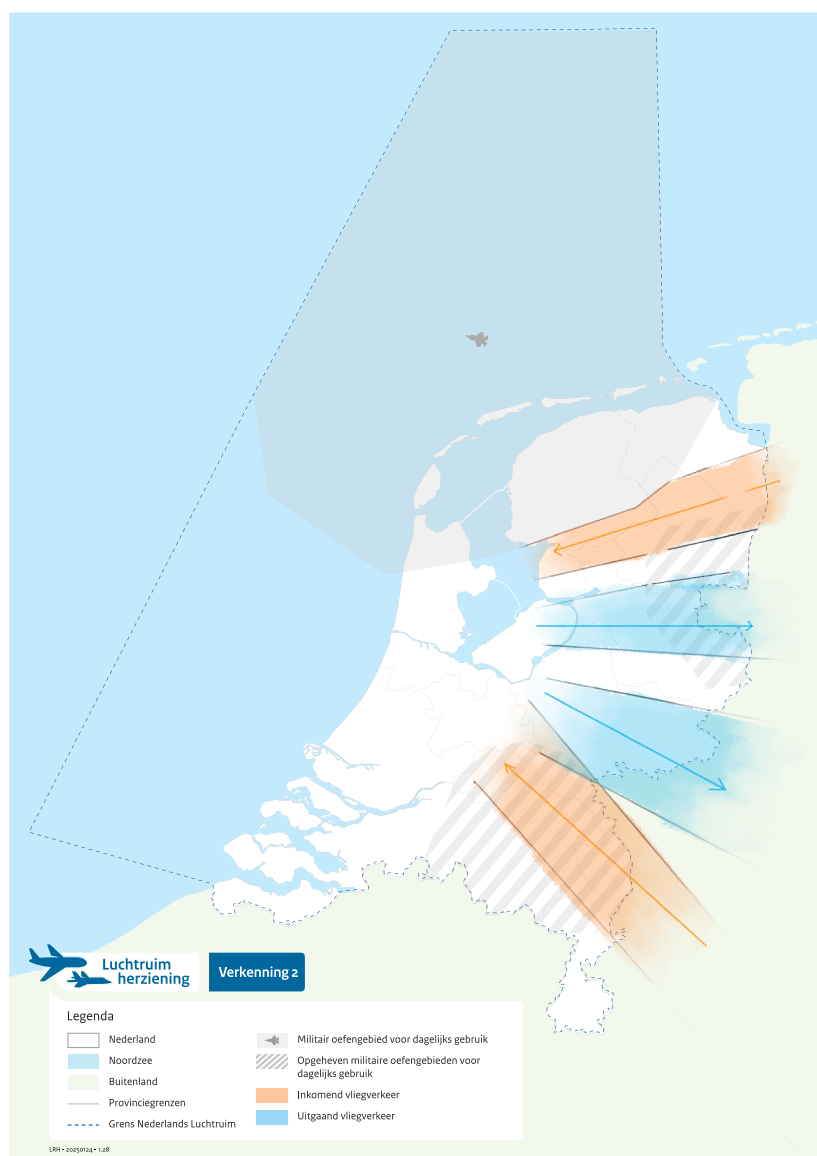 Luchtruim
herziening
Verkenning 2
Legenda
Nederland
Noordzee
Buitenland
Provinciegrenzen
Grens Nederlands Luchtruim
Militair oefengebied voor dagelijks gebruik
Opgeheven militaire oefengebieden voor
dagelijks gebruik
Inkomend vliegverkeer
Uitgaand vliegverkeer
LRH • 20250124 • 1.28